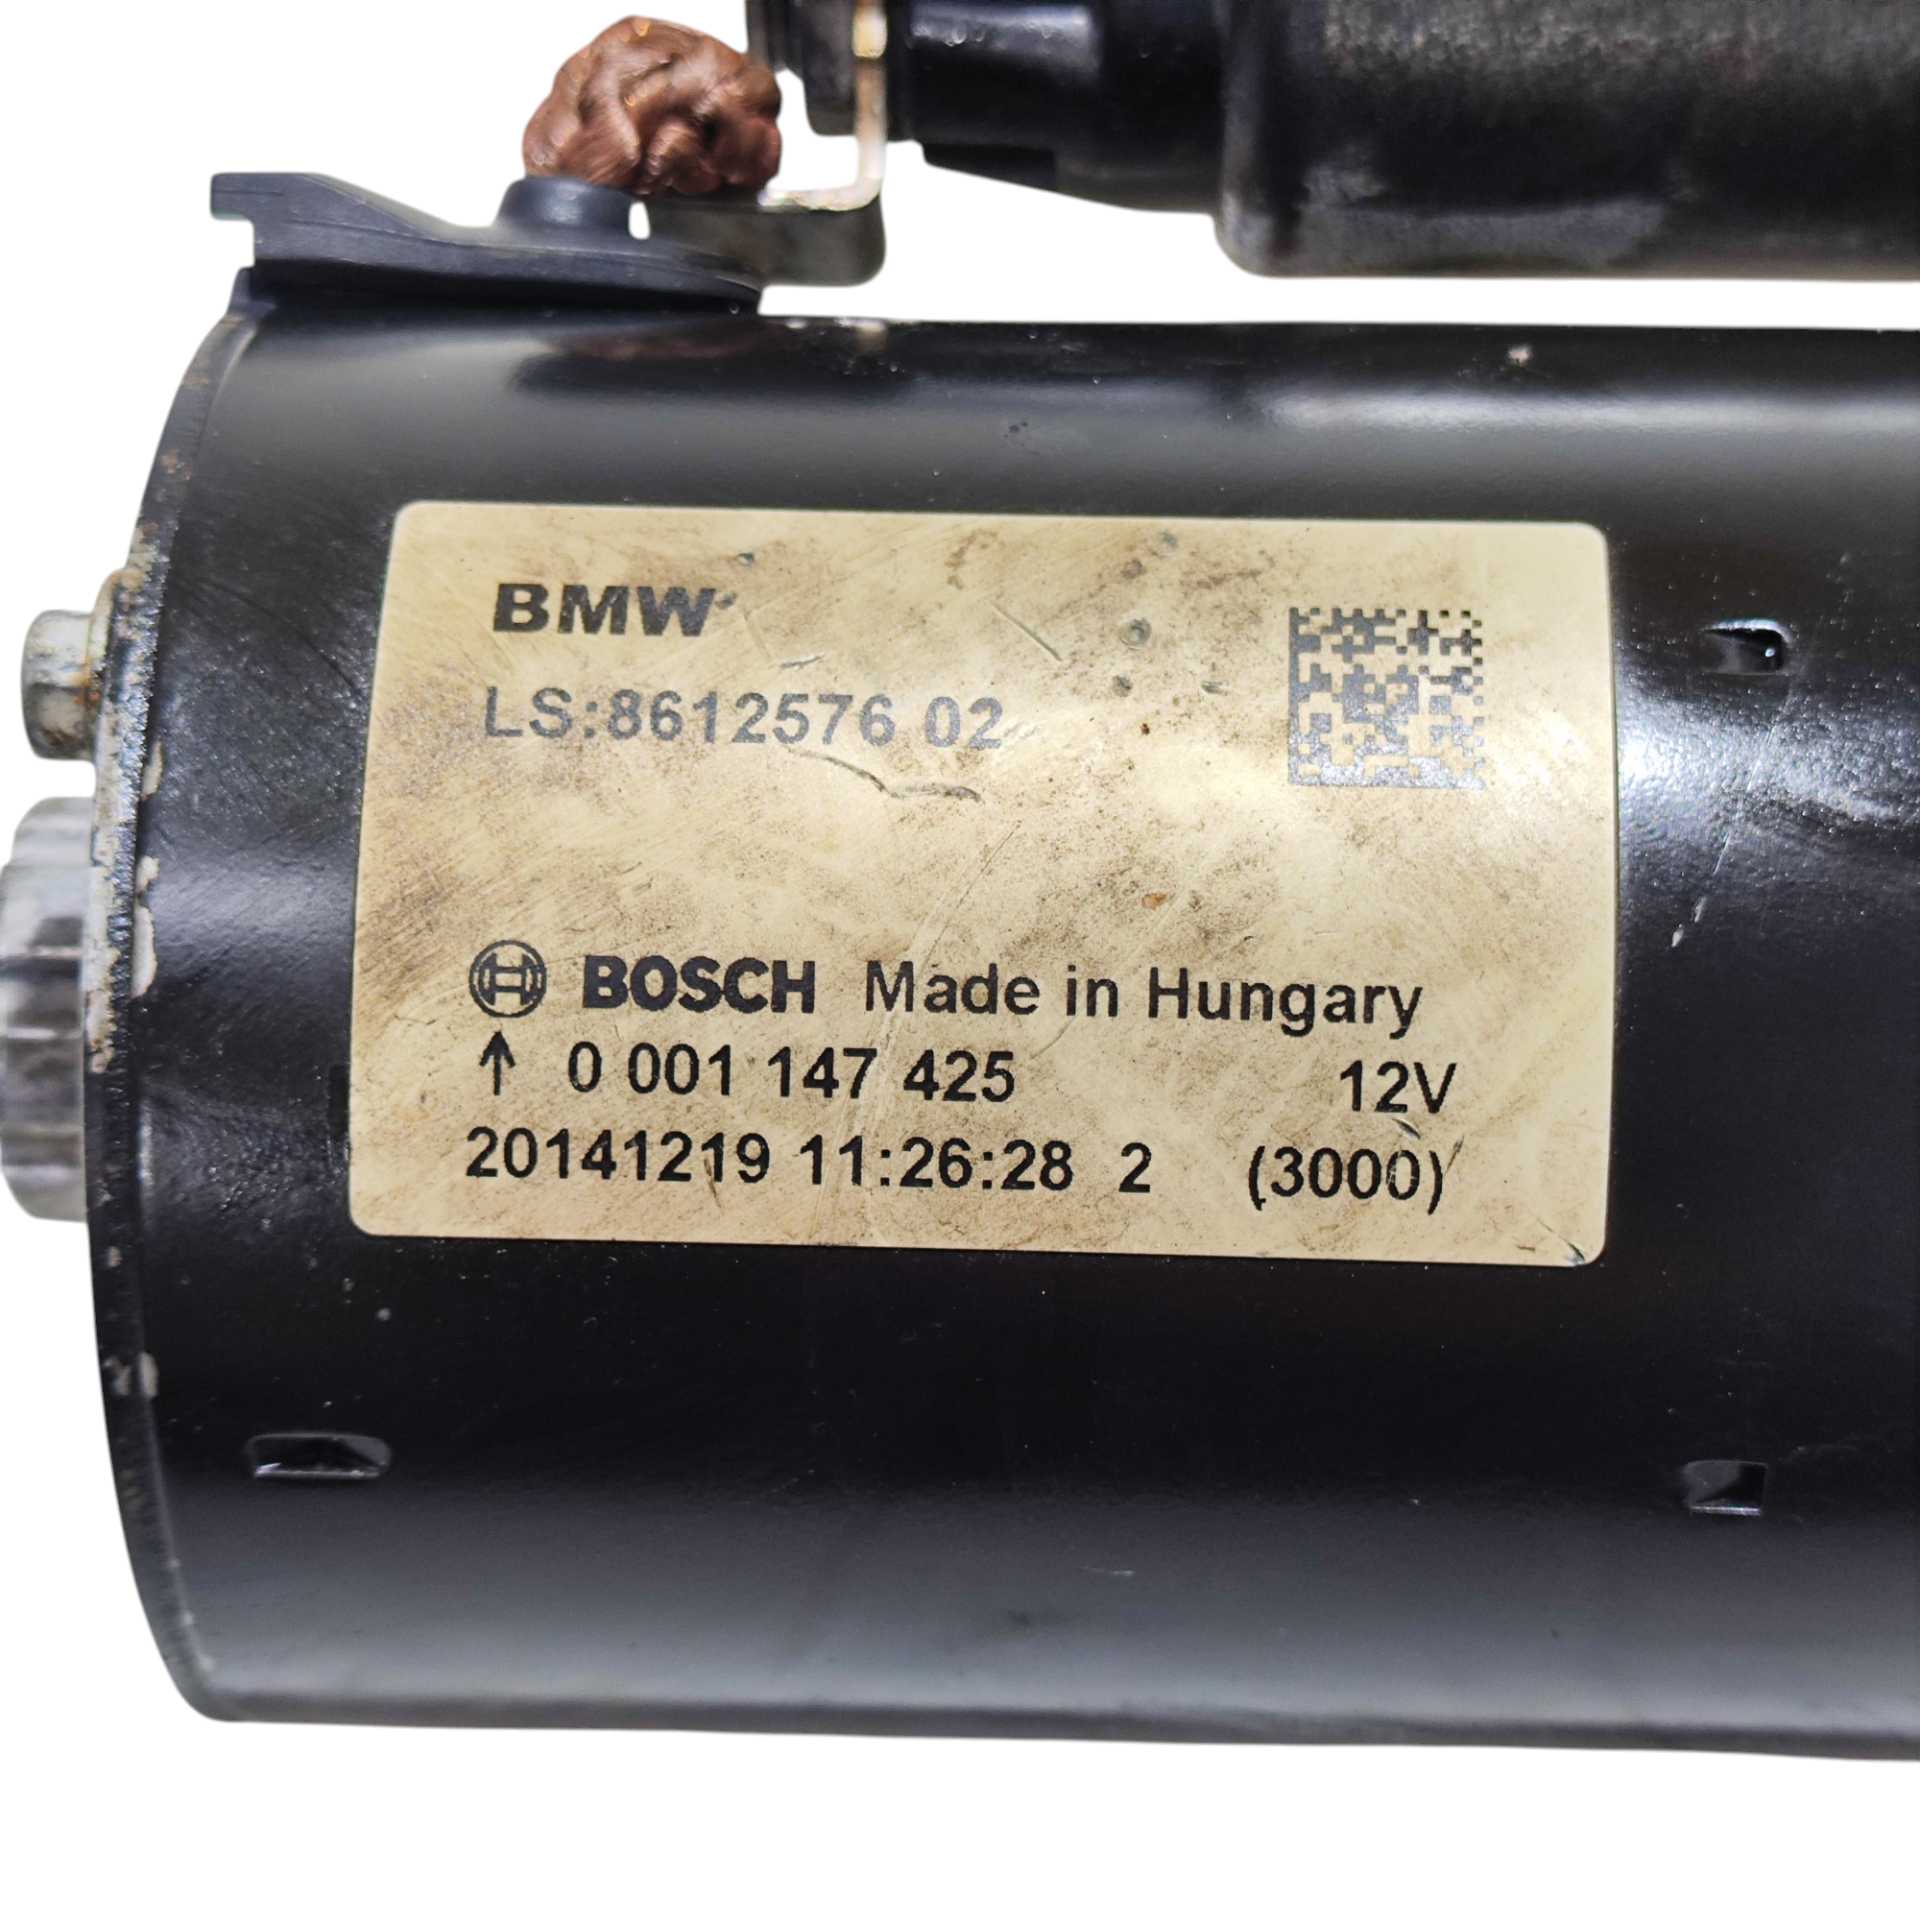 BMW
LS:8612576 02
BOSCH Made in Hungary
↑ 0 001 147 425 12V
20141219 11:26:28 2 (3000)